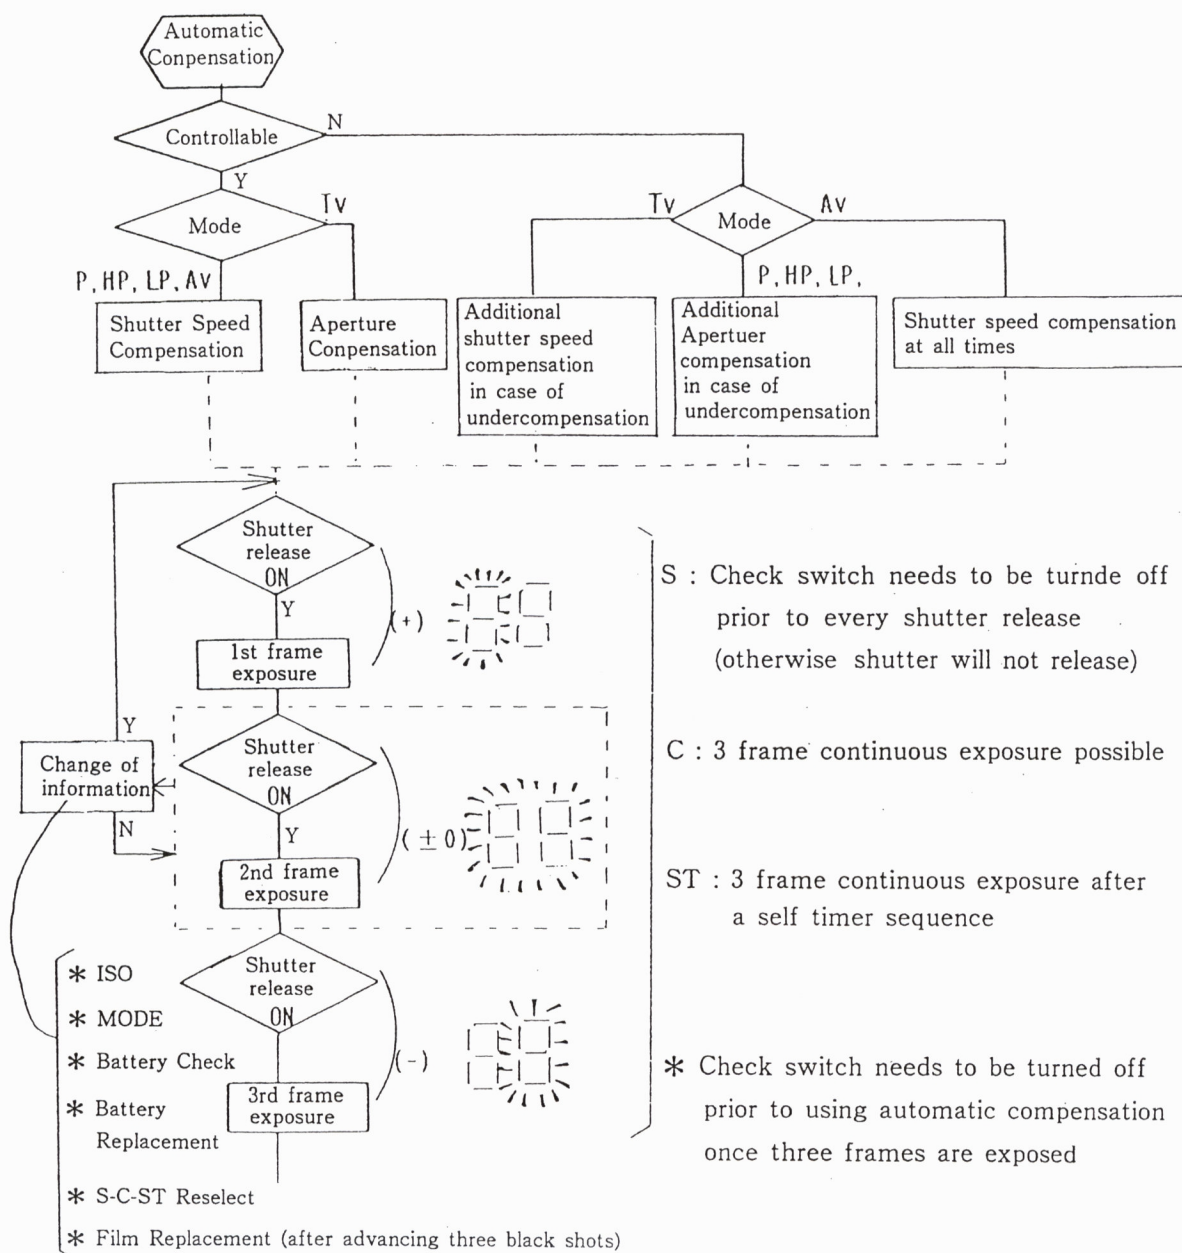 Automatic
Conpensation
Controllable
N
Y
Mode
Tv
P, HP, LP, Av
Shutter Speed
Compensation
Aperture
Conpensation
Tv
Mode
Av
P, HP, LP,
Additional
shutter speed
compensation
in case of
undercompensation
Additional
Apertuer
compensation
in case of
undercompensation
Shutter speed compensation
at all times
Shutter
release
ON
Y
(+)
1st frame
exposure
Y
Change of
information
N
Shutter
release
ON
Y
(±0)
2nd frame
exposure
Shutter
release
ON
(-)
3rd frame
exposure
* ISO
* MODE
* Battery Check
* Battery
Replacement
* S-C-ST Reselect
* Film Replacement (after advancing three black shots)
S : Check switch needs to be turnde off
prior to every shutter release
(otherwise shutter will not release)
C : 3 frame continuous exposure possible
ST : 3 frame continuous exposure after
a self timer sequence
* Check switch needs to be turned off
prior to using automatic compensation
once three frames are exposed